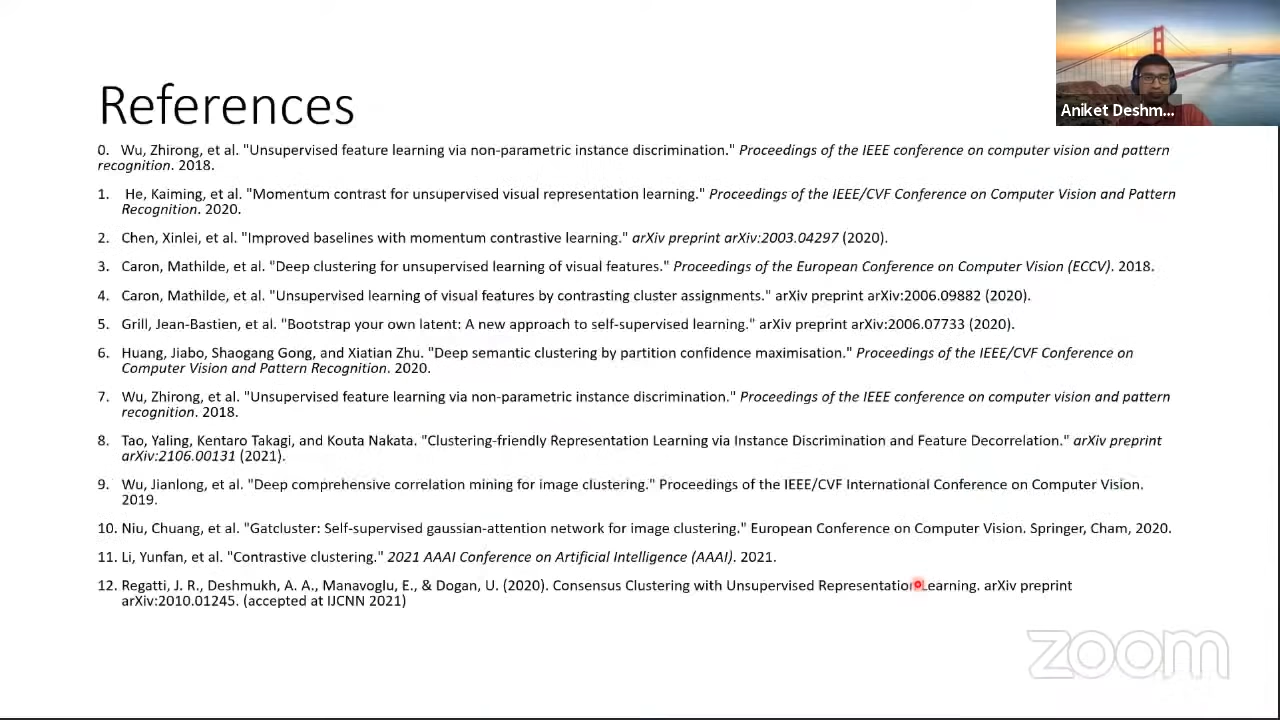 Aniket Deshm...
References
0. Wu, Zhirong, et al. "Unsupervised feature learning via non-parametric instance discrimination." Proceedings of the IEEE conference on computer vision and pattern
recognition. 2018.
1. He, Kaiming, et al. "Momentum contrast for unsupervised visual representation learning." Proceedings of the IEEE/CVF Conference on Computer Vision and Pattern
Recognition. 2020.
2. Chen, Xinlei, et al. "Improved baselines with momentum contrastive learning." arXiv preprint arXiv:2003.04297 (2020).
3. Caron, Mathilde, et al. "Deep clustering for unsupervised learning of visual features." Proceedings of the European Conference on Computer Vision (ECCV). 2018.
4. Caron, Mathilde, et al. "Unsupervised learning of visual features by contrasting cluster assignments." arXiv preprint arXiv:2006.09882 (2020).
5. Grill, Jean-Bastien, et al. "Bootstrap your own latent: A new approach to self-supervised learning." arXiv preprint arXiv:2006.07733 (2020).
6. Huang, Jiabo, Shaogang Gong, and Xiatian Zhu. "Deep semantic clustering by partition confidence maximisation." Proceedings of the IEEE/CVF Conference on
Computer Vision and Pattern Recognition. 2020.
7. Wu, Zhirong, et al. "Unsupervised feature learning via non-parametric instance discrimination." Proceedings of the IEEE conference on computer vision and pattern
recognition. 2018.
8. Tao, Yaling, Kentaro Takagi, and Kouta Nakata. "Clustering-friendly Representation Learning via Instance Discrimination and Feature Decorrelation." arXiv preprint
arXiv:2106.00131 (2021).
9. Wu, Jianlong, et al. "Deep comprehensive correlation mining for image clustering." Proceedings of the IEEE/CVF International Conference on Computer Vision.
2019.
10. Niu, Chuang, et al. "Gatcluster: Self-supervised gaussian-attention network for image clustering." European Conference on Computer Vision. Springer, Cham, 2020.
11. Li, Yunfan, et al. "Contrastive clustering." 2021 AAAI Conference on Artificial Intelligence (AAAI). 2021.
12. Regatti, J. R., Deshmukh, A. A., Manavoglu, E., & Dogan, U. (2020). Consensus Clustering with Unsupervised Representation Learning. arXiv preprint
arXiv:2010.01245. (accepted at IJCNN 2021)
zoom